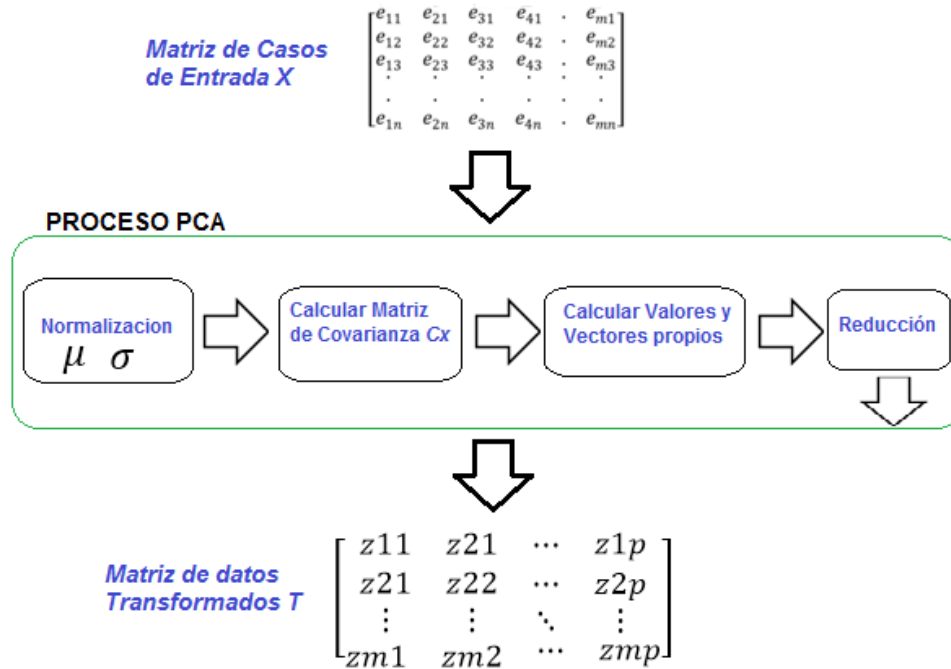 e11 e21 e31 e41 . em1
e12 e22 e32 e42 . em2
Matriz de Casos
de Entrada X
e13 e23 e33 e43 . em3
. . . . . .
. . . . . .
e1n e2n e3n e4n . emn
PROCESO PCA
Normalizacion
μ σ
Calcular Matriz
de Covarianza Cx
Calcular Valores y
Vectores propios
Reducción
Matriz de datos
Transformados T
z11 z21 ⋯ z1p
z21 z22 ⋯ z2p
⋮ ⋮ ⋱ ⋮
zm1 zm2 ⋯ zmp